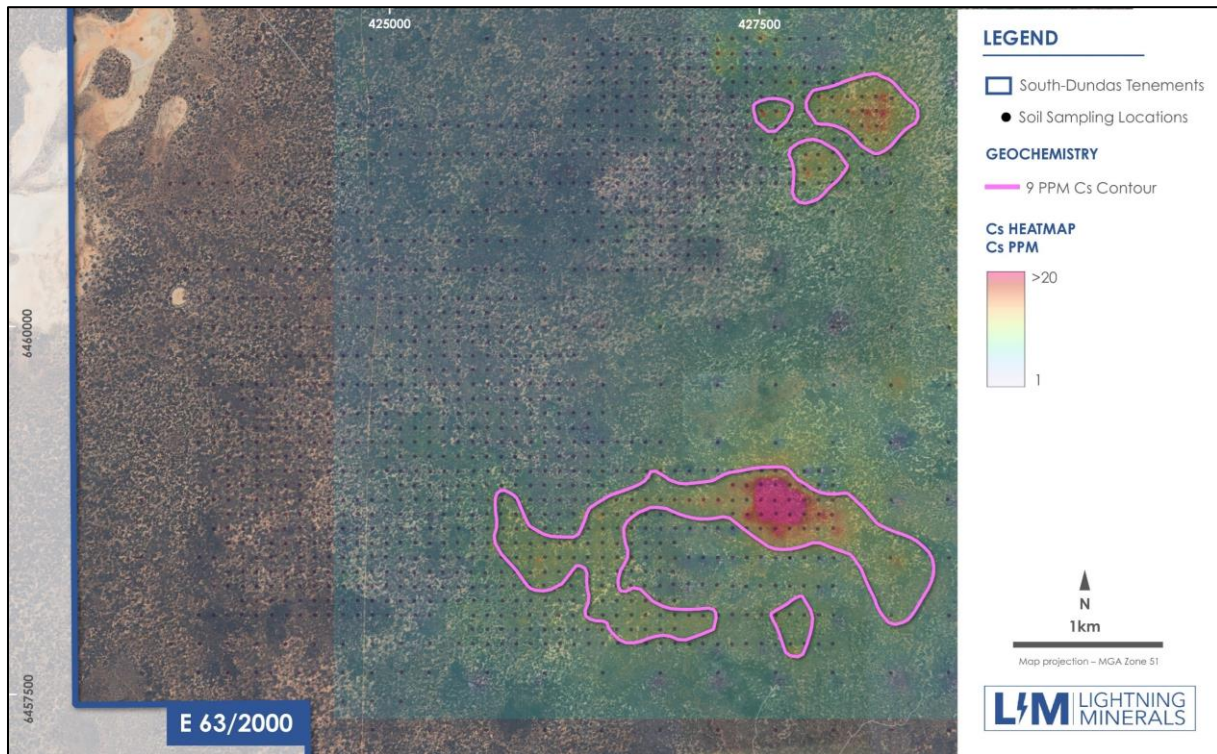 425000
427500
6460000
6457500
E 63/2000
LEGEND
South-Dundas Tenements
Soil Sampling Locations
GEOCHEMISTRY
9 PPM Cs Contour
Cs HEATMAP
Cs PPM
>20
1
N
1km
Map projection – MGA Zone 51
LM LIGHTNING
MINERALS